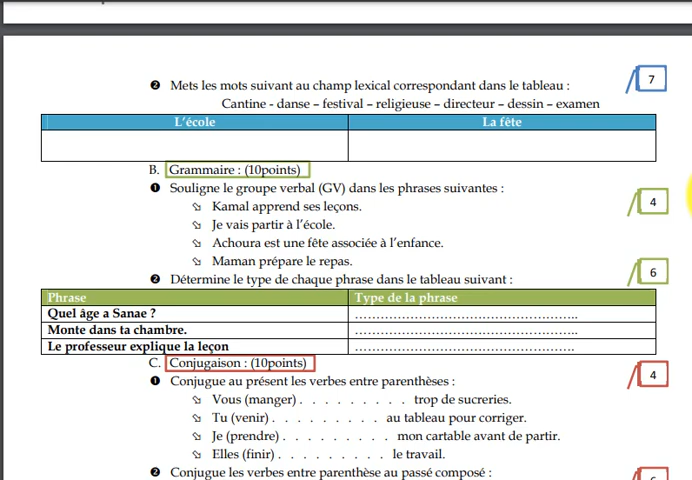 ❷ Mets les mots suivant au champ lexical correspondant dans le tableau :
7
Cantine - danse – festival – religieuse – directeur – dessin – examen
L'école La fête
B. Grammaire : (10points)
❶ Souligne le groupe verbal (GV) dans les phrases suivantes :
4
Kamal apprend ses leçons.
Je vais partir à l'école.
Achoura est une fête associée à l'enfance.
Maman prépare le repas.
❷ Détermine le type de chaque phrase dans le tableau suivant :
6
Phrase Type de la phrase
Quel âge a Sanae ? ……………………………………………..
Monte dans ta chambre. ……………………………………………..
Le professeur explique la leçon …………………………………………….
C. Conjugaison : (10points)
4
❶ Conjugue au présent les verbes entre parenthèses :
Vous (manger) . . . . . . . . . trop de sucreries.
Tu (venir) . . . . . . . . . au tableau pour corriger.
Je (prendre) . . . . . . . . . mon cartable avant de partir.
Elles (finir) . . . . . . . . . le travail.
❷ Conjugue les verbes entre parenthèse au passé composé :